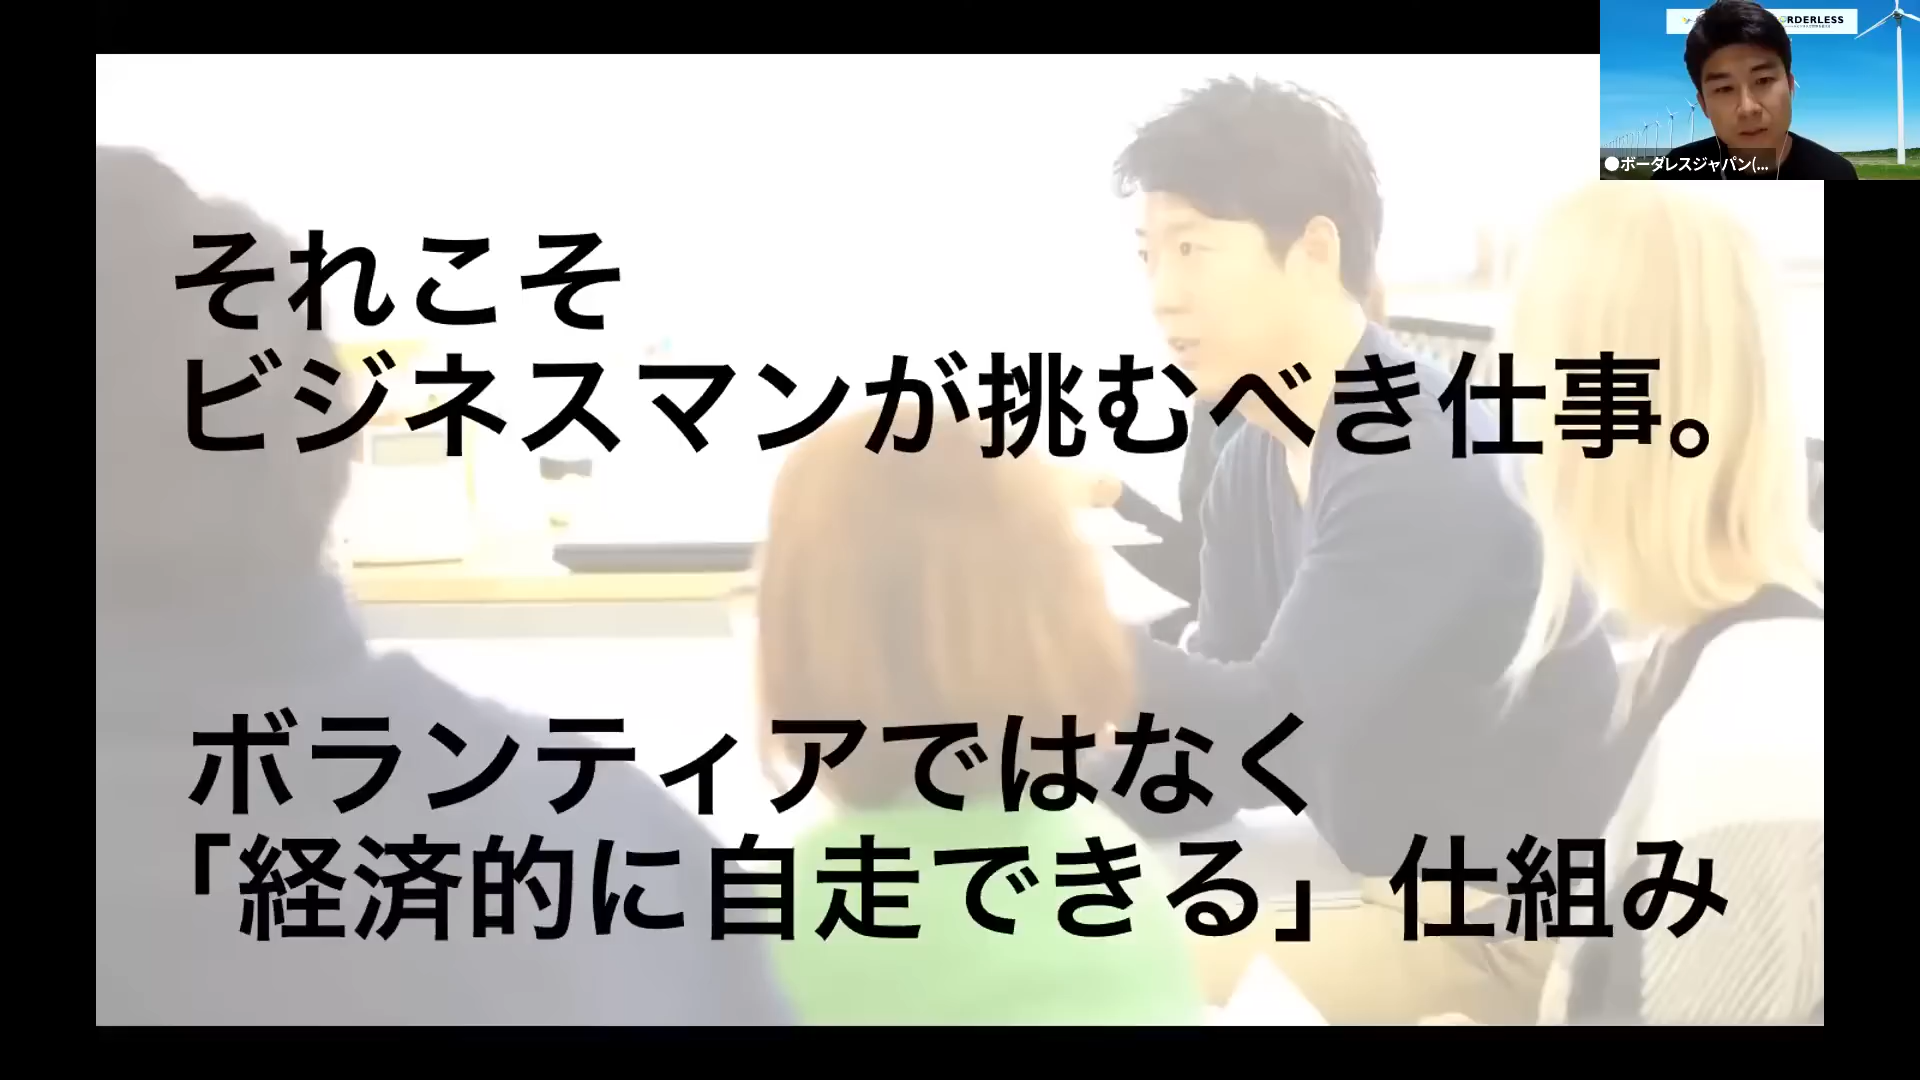 それこそ
ビジネスマンが挑むべき仕事。
ボランティアではなく
「経済的に自走できる」仕組み
RDERLESS
●ボーダレスジャパン(...